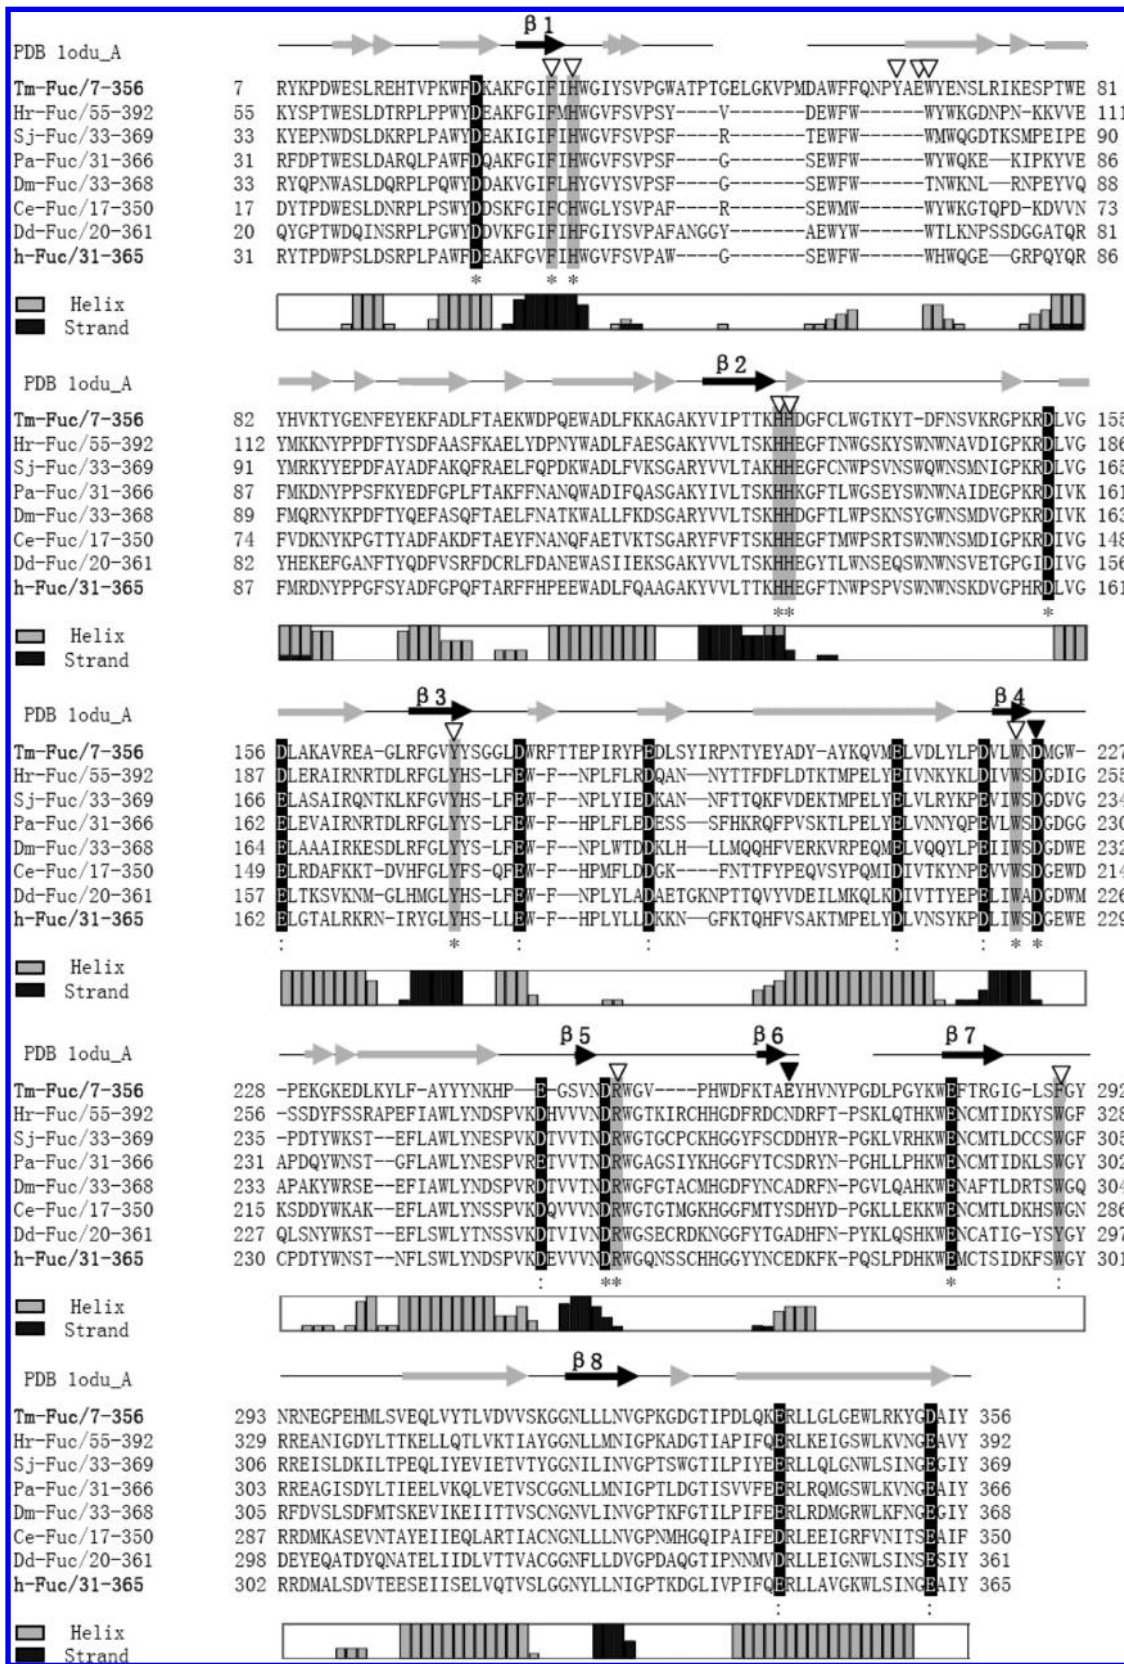 β1
PDB 1odu_A
Tm-Fuc/7-356 7 RYKPDWESLREHTVPKWFDKAKFGIFIHWGIYSVPGWATPTGELGKVPMDAWFFQNPYAEWYENSLRIKESPTWE 81
Hr-Fuc/55-392 55 KYSPTWESLDTRPLPPWYDEAKFGIFMHWGVFSVPSY----V-------DEWFW------WYWKGDNPN-KKVVE 111
Sj-Fuc/33-369 33 KYEPNWDSLDKRPLPAWYDEAKIGIFIHWGVFSVPSF----R-------TEWFW------WMWQGDTKSMPEIPE 90
Pa-Fuc/31-366 31 RFDPTWESLDARQLPAWFDQAKFGIFIHWGVFSVPSF----G-------SEWFW------WYWQKE--KIPKYVE 86
Dm-Fuc/33-368 33 RYQPNWASLDQRPLPQWYDDAKVGIFLHYGVYSVPSF----G-------SEWFW------TNWKNL--RNPEYVQ 88
Ce-Fuc/17-350 17 DYTPDWESLDNRPLPSWYDDSKFGIFCHWGLYSVPAF----R-------SEWMW------WYWKGTQPD-KDVVN 73
Dd-Fuc/20-361 20 QYGPTWDQINSRPLPGWYDDVKFGIFIHFGIYSVPAFANGGY-------AEWYW------WTLKNPSSDGGATQR 81
h-Fuc/31-365 31 RYTPDWPSLDSRPLPAWFDEAKFGVFIHWGVFSVPAW----G-------SEWFW------WHWQGE--GRPQYQR 86
* * *
Helix
Strand
β2
PDB 1odu_A
Tm-Fuc/7-356 82 YHVKTYGENFEYEKFADLFTAEKWDPQEWADLFKKAGAKYVIPTTKHHDGFCLWGTKYT-DFNSVKRGPKRDLVG 155
Hr-Fuc/55-392 112 YMKKNYPPDFTYSDFAASFKAELYDPNYWADLFAESGAKYVVLTSKHHEGFTNWGSKYSWNWNAVDIGPKRDLVG 186
Sj-Fuc/33-369 91 YMRKYYEPDFAYADFAKQFRAELFQPDKWADLFVKSGARYVVLTAKHHEGFCNWPSVNSWQWNSMNIGPKRDLVG 165
Pa-Fuc/31-366 87 FMKDNYPPSFKYEDFGPLFTAKFFNANQWADIFQASGAKYIVLTSKHHKGFTLWGSEYSWNWNAIDEGPKRDIVK 161
Dm-Fuc/33-368 89 FMQRNYKPDFTYQEFASQFTAELFNATKWALLFKDSGARYVVLTSKHHDGFTLWPSKNSYGWNSMDVGPKRDIVK 163
Ce-Fuc/17-350 74 FVDKNYKPGTTYADFAKDFTAEYFNANQFAETVKTSGARYFVFTSKHHEGFTMWPSRTSWNWNSMDIGPKRDIVG 148
Dd-Fuc/20-361 82 YHEKEFGANFTYQDFVSRFDCRLFDANEWASIIEKSGAKYVVLTSKHHEGYTLWNSEQSWNWNSVETGPGIDIVG 156
h-Fuc/31-365 87 FMRDNYPPGFSYADFGPQFTARFFHPEEWADLFQAAGAKYVVLTTKHHEGFTNWPSPVSWNWNSKDVGPHRDLVG 161
** *
Helix
Strand
β3 β4
PDB 1odu_A
Tm-Fuc/7-356 156 DLAKAVREA-GLRFGVYYSGGLDWRFTTEPIRYPEDLSYIRPNTYEYADY-AYKQVMELVDLYLPDVLWNDMGW- 227
Hr-Fuc/55-392 187 DLERAIRNRTDLRFGLYHS-LFEW-F--NPLFLRDQAN--NYTTFDFLDTKTMPELYEIVNKYKLDIVWSDGDIG 255
Sj-Fuc/33-369 166 ELASAIRQNTKLKFGVYHS-LFEW-F--NPLYIEDKAN--NFTTQKFVDEKTMPELYELVLRYKPEVIWSDGDVG 234
Pa-Fuc/31-366 162 ELEVAIRNRTDLRFGLYYS-LFEW-F--HPLFLEDESS--SFHKRQFPVSKTLPELYELVNNYQPEVLWSDGDGG 230
Dm-Fuc/33-368 164 ELAAAIRKESDLRFGLYYS-LFEW-F--NPLWTDDKLH--LLMQQHFVERKVRPEQMELVQQYLPEIIWSDGDWE 232
Ce-Fuc/17-350 149 ELRDAFKKT-DVHFGLYFS-QFEW-F--HPMFLDDGK----FNTTFYPEQVSYPQMIDIVTKYNPEVVWSDGEWD 214
Dd-Fuc/20-361 157 ELTKSVKNM-GLHMGLYHS-LFEW-F--NPLYLADAETGKNPTTQVYVDEILMKQLKDIVTTYEPELIWADGDWM 226
h-Fuc/31-365 162 ELGTALRKRN-IRYGLYHS-LLEW-F--HPLYLLDKKN--GFKTQHFVSAKTMPELYDLVNSYKPDLIWSDGEWE 229
: * : : : : * *
Helix
Strand
β5 β6 β7
PDB 1odu_A
Tm-Fuc/7-356 228 -PEKGKEDLKYLF-AYYYNKHP--E-GSVNDRWGV----PHWDFKTAEYHVNYPGDLPGYKWEFTRGIG-LSFGY 292
Hr-Fuc/55-392 256 -SSDYFSSRAPEFIAWLYNESPVKDHVVVNDRWGTKIRCHHGDFRDCNDRFT-PSKLQTHKWENCMTIDKYSWGF 328
Sj-Fuc/33-369 235 -PDTYWKST--EFLAWLYNESPVKDTVVTNDRWGTGCPCKHGGYFSCDDHYR-PGKLVRHKWENCMTLDCCSWGF 305
Pa-Fuc/31-366 231 APDQYWNST--GFLAWLYNESPVRETVVTNDRWGAGSIYKHGGFYTCSDRYN-PGHLLPHKWENCMTIDKLSWGY 302
Dm-Fuc/33-368 233 APAKYWRSE--EFIAWLYNDSPVRDTVVTNDRWGFGTACMHGDFYNCADRFN-PGVLQAHKWENAFTLDRTSWGQ 304
Ce-Fuc/17-350 215 KSDDYWKAK--EFLAWLYNSSPVKDQVVVNDRWGTGTMGKHGGFMTYSDHYD-PGKLLEKKWENCMTLDKHSWGN 286
Dd-Fuc/20-361 227 QLSNYWKST--EFLSWLYTNSSVKDTVIVNDRWGSECRDKNGGFYTGADHFN-PYKLQSHKWENCATIG-YSYGY 297
h-Fuc/31-365 230 CPDTYWNST--NFLSWLYNDSPVKDEVVVNDRWGQNSSCHHGGYYNCEDKFK-PQSLPDHKWEMCTSIDKFSWGY 301
: ** * :
Helix
Strand
β8
PDB 1odu_A
Tm-Fuc/7-356 293 NRNEGPEHMLSVEQLVYTLVDVVSKGGNLLLNVGPKGDGTIPDLQKERLLGLGEWLRKYGDAIY 356
Hr-Fuc/55-392 329 RREANIGDYLTTKELLQTLVKTIAYGGNLLMNIGPKADGTIAPIFQERLKEIGSWLKVNGEAVY 392
Sj-Fuc/33-369 306 RREISLDKILTPEQLIYEVIETVTYGGNILINVGPTSWGTILPIYEERLLQLGNWLSINGEGIY 369
Pa-Fuc/31-366 303 RREAGISDYLTIEELVKQLVETVSCGGNLLMNIGPTLDGTISVVFEERLRQMGSWLKVNGEAIY 366
Dm-Fuc/33-368 305 RFDVSLSDFMTSKEVIKEIITTVSCNGNVLINVGPTKFGTILPIFEERLRDMGRWLKFNGEGIY 368
Ce-Fuc/17-350 287 RRDMKASEVNTAYEIIEQLARTIACNGNLLLNVGPNMHGQIPAIFEDRLEEIGRFVNITSEAIF 350
Dd-Fuc/20-361 298 DEYEQATDYQNATELIIDLVTTVACGGNFLLDVGPDAQGTIPNNMVDRLLEIGNWLSINSESIY 361
h-Fuc/31-365 302 RRDMALSDVTEESEIISELVQTVSLGGNYLLNIGPTKDGLIVPIFQERLLAVGKWLSINGEAIY 365
: :
Helix
Strand